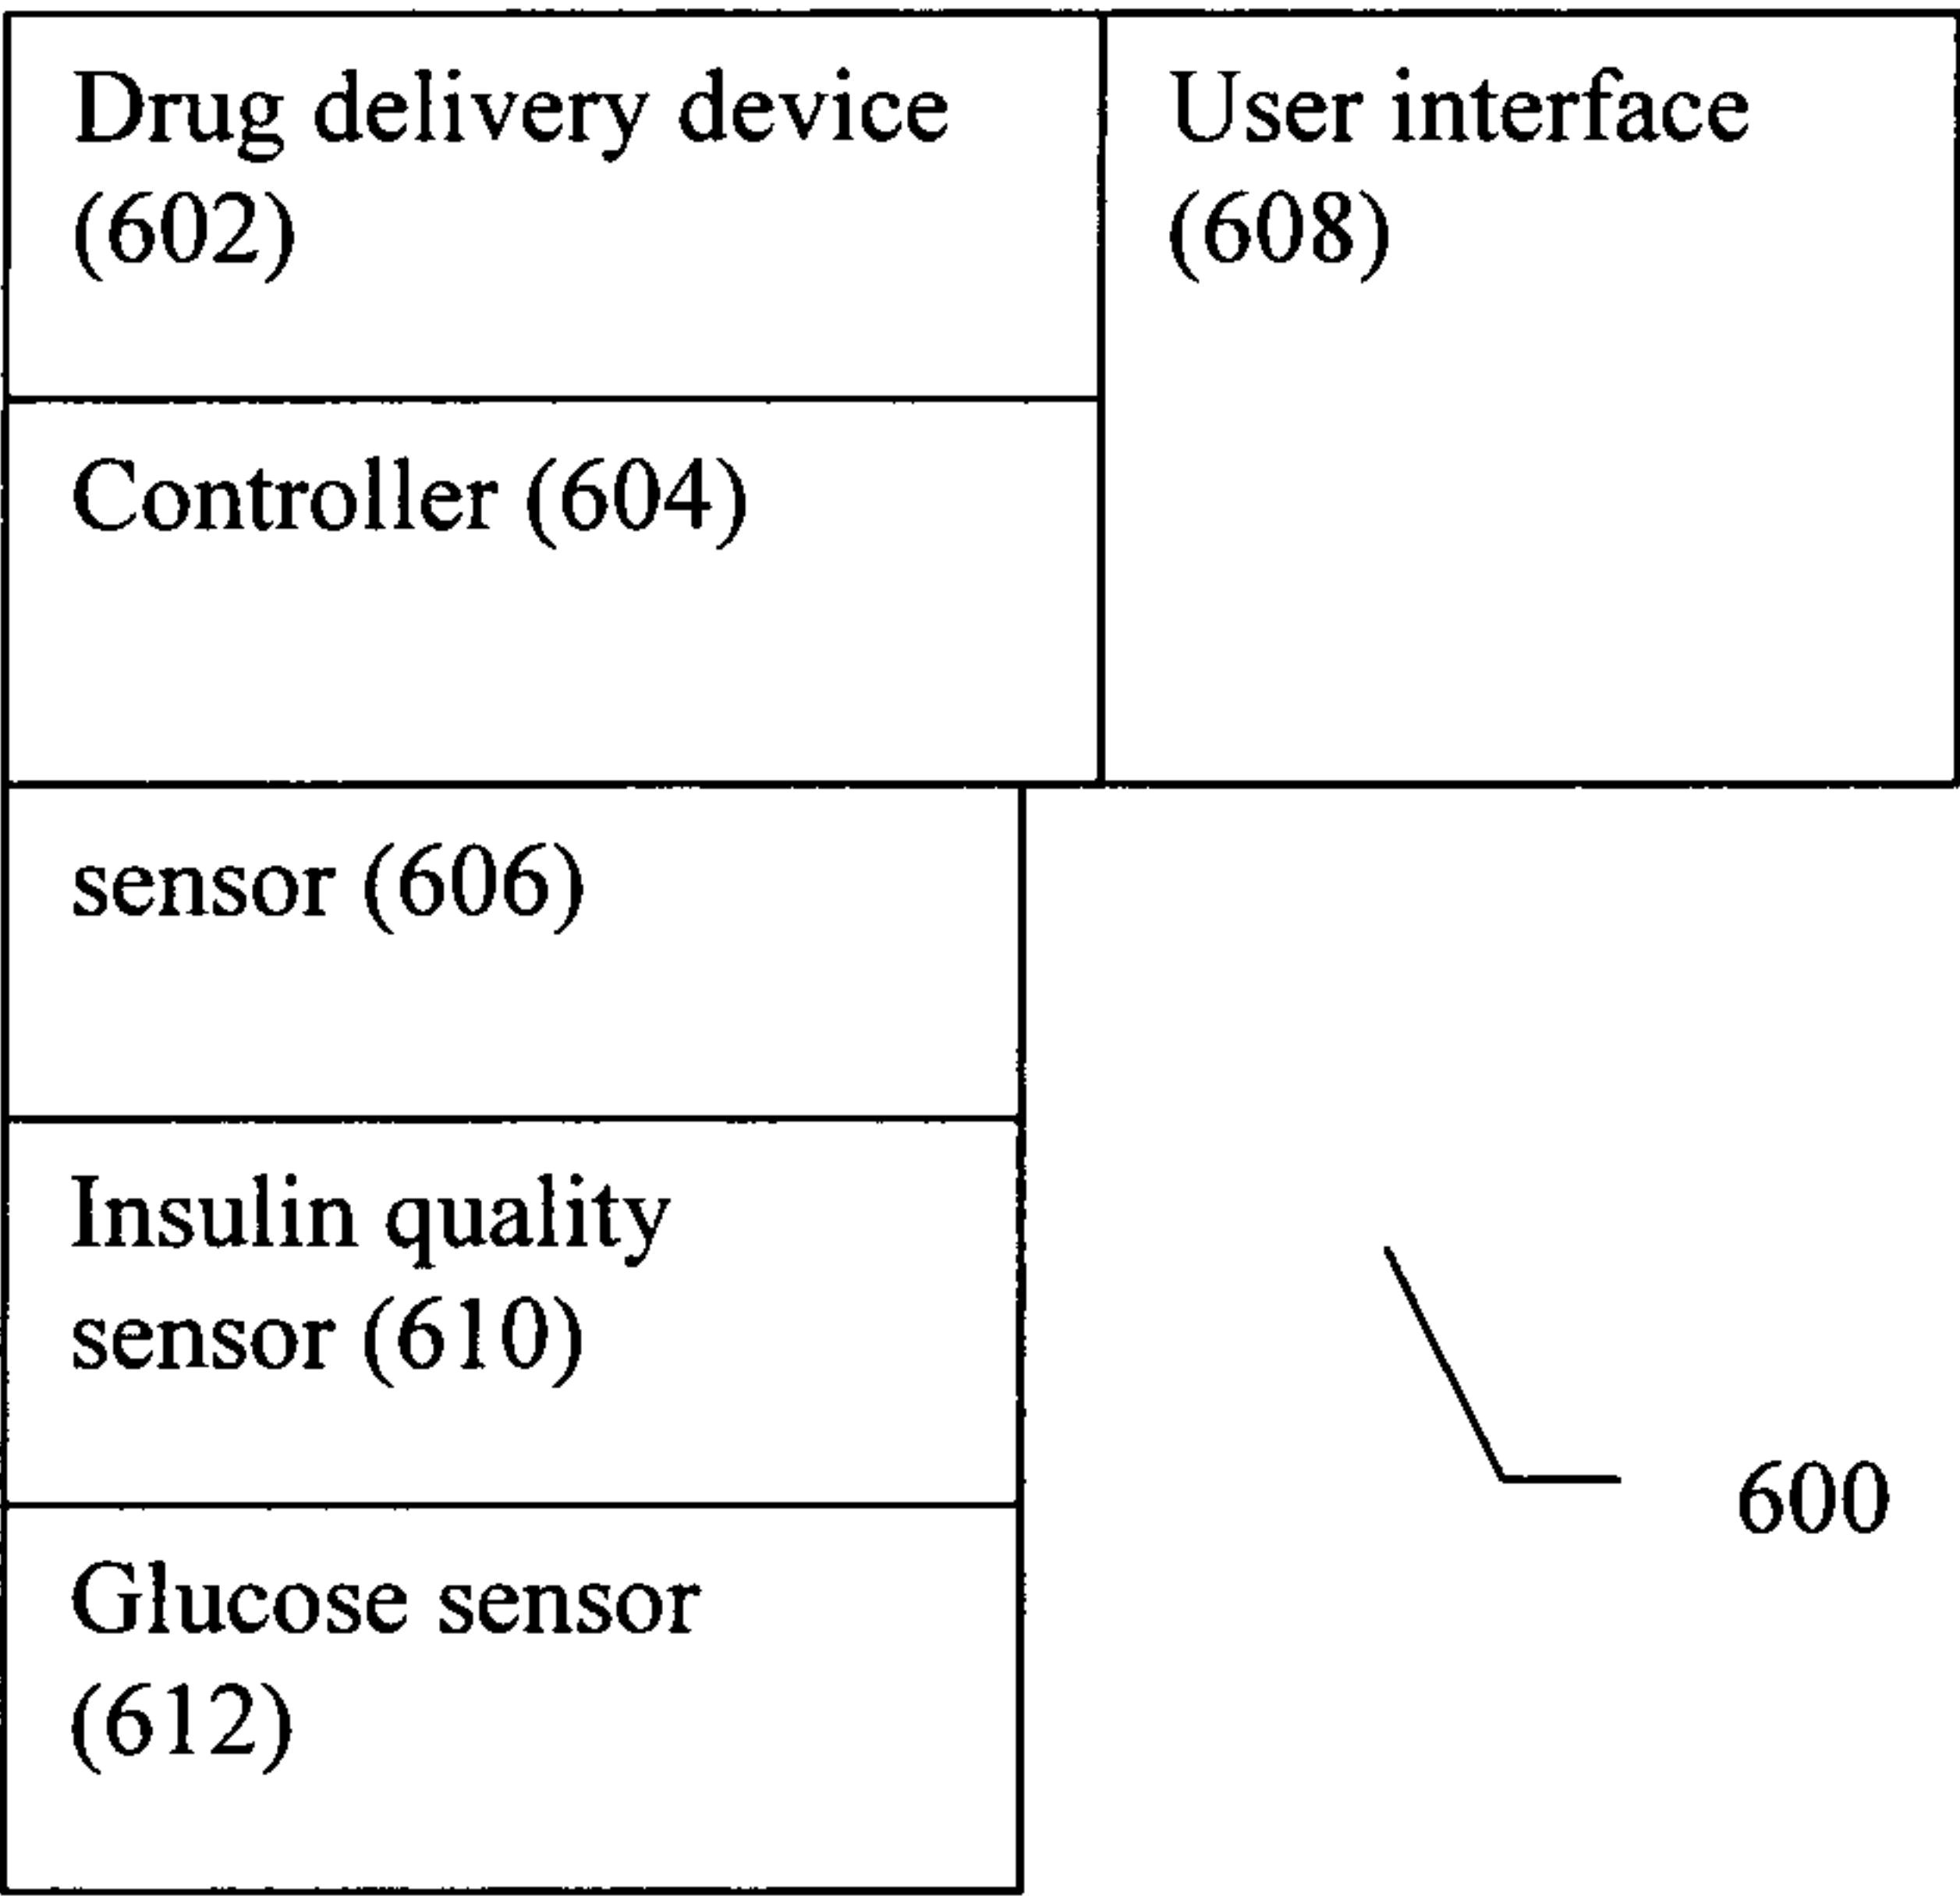 Drug delivery device
(602)
User interface
(608)
Controller (604)
sensor (606)
Insulin quality
sensor (610)
600
Glucose sensor
(612)